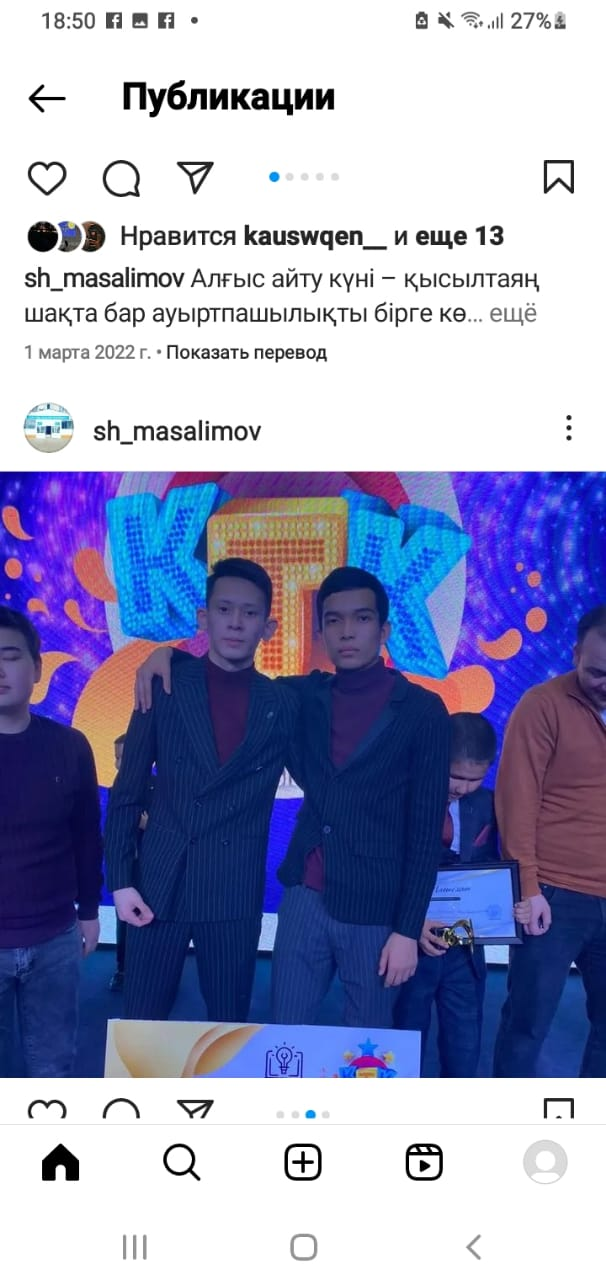 18:50
27%
Публикации
Нравится kauswqen__ и еще 13
sh_masalimov Алғыс айту күні – қысылтаяң
шақта бар ауыртпашылықты бірге кө... ещё
1 марта 2022 г. • Показать перевод
sh_masalimov
КТК